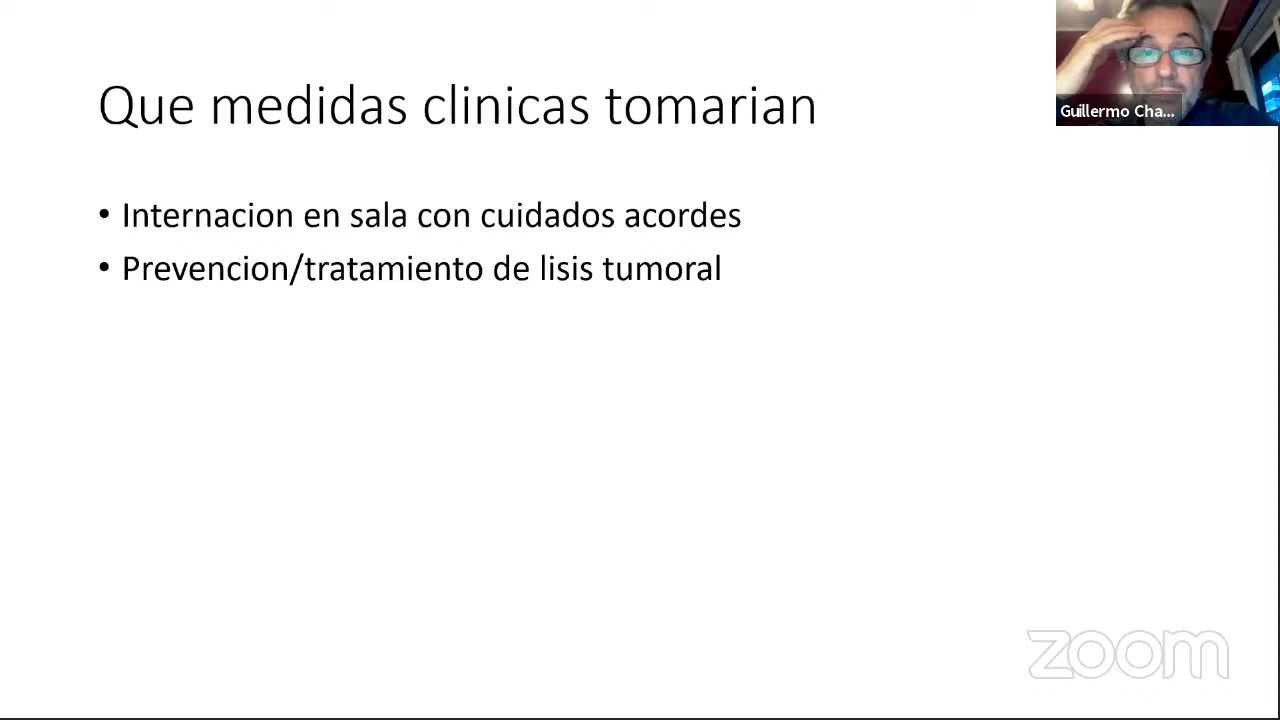 Que medidas clinicas tomarian
Guillermo Cha...
• Internacion en sala con cuidados acordes
• Prevencion/tratamiento de lisis tumoral
zoom